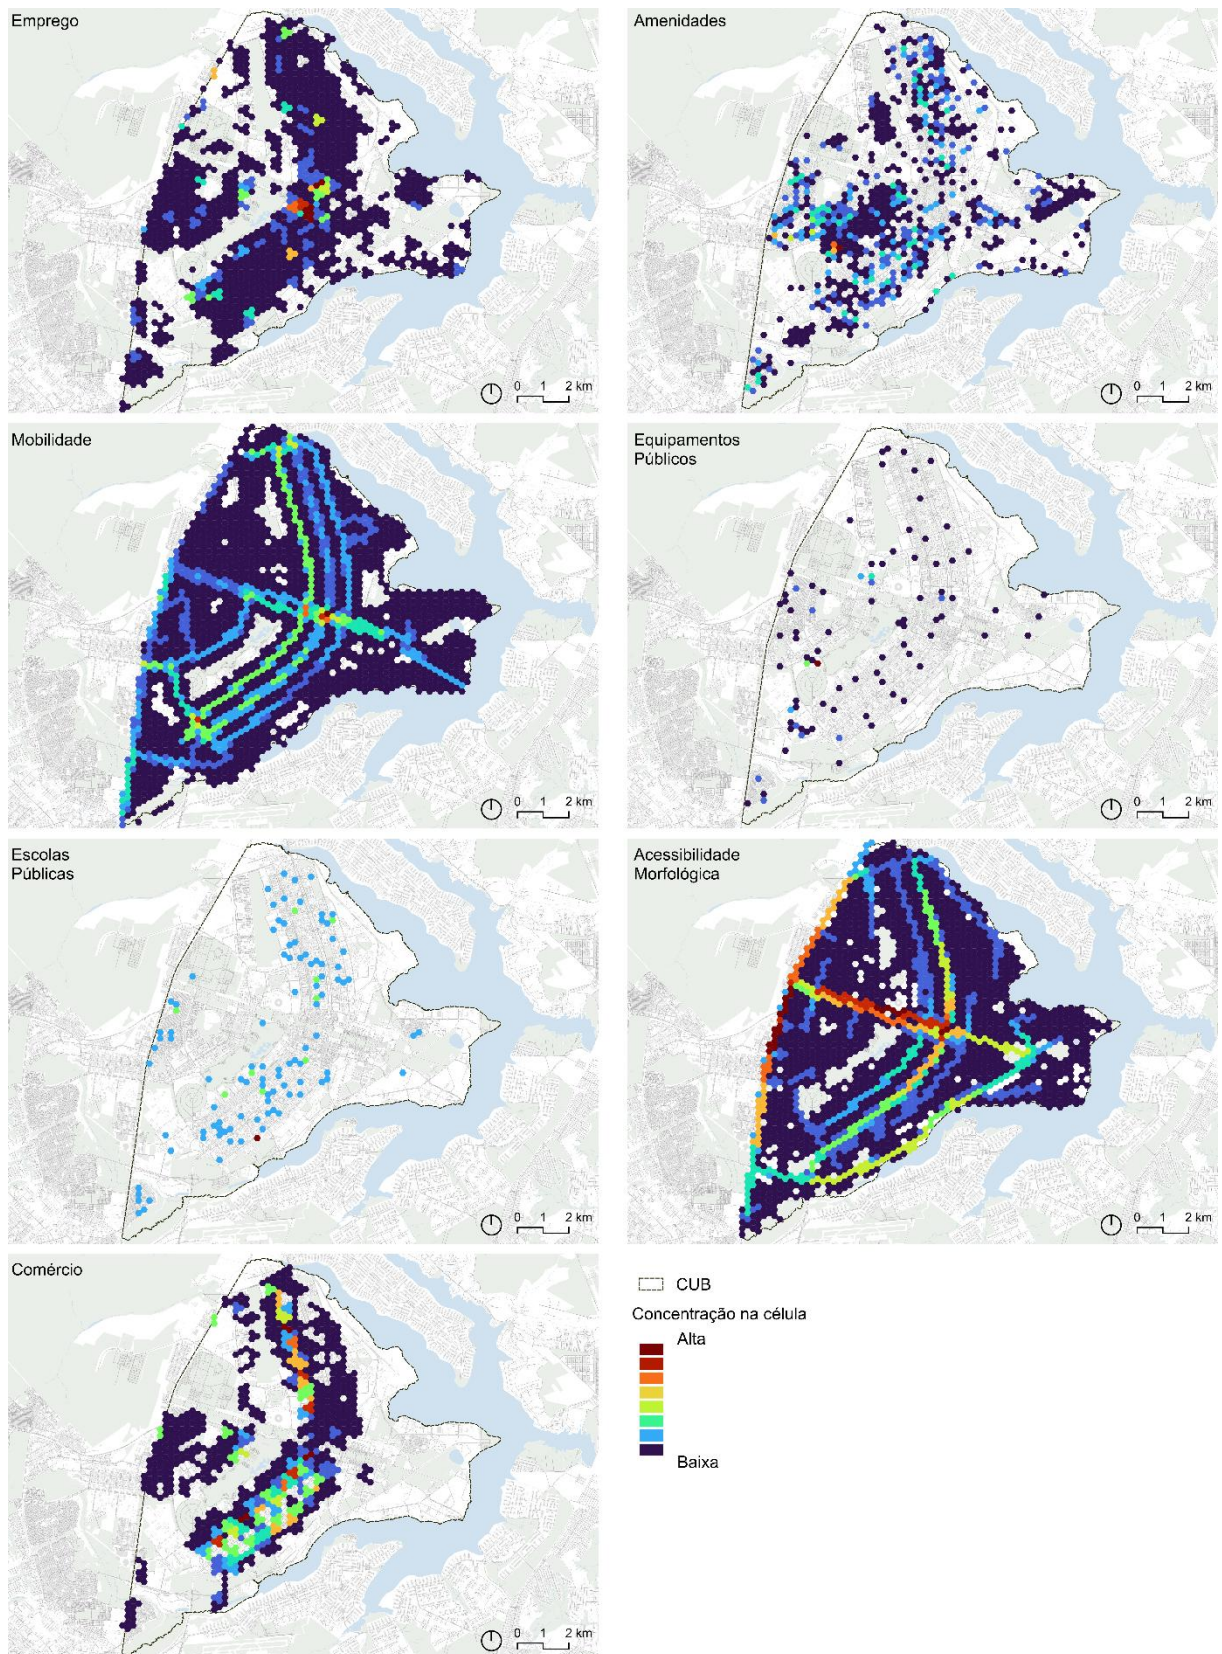 Emprego
0 1 2 km
Amenidades
0 1 2 km
Mobilidade
0 1 2 km
Equipamentos
Públicos
0 1 2 km
Escolas
Públicas
0 1 2 km
Acessibilidade
Morfológica
0 1 2 km
Comércio
0 1 2 km
CUB
Concentração na célula
Alta
Baixa